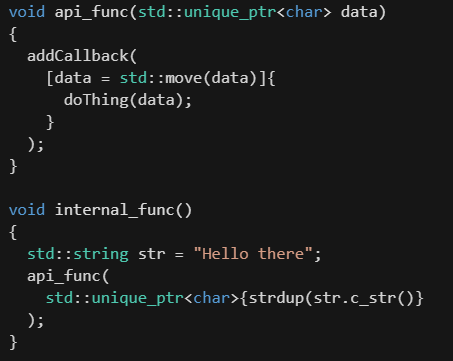 void api_func(std::unique_ptr<char> data)
{
  addCallback(
    [data = std::move(data)]{
      doThing(data);
    }
  );
}

void internal_func()
{
  std::string str = "Hello there";
  api_func(
    std::unique_ptr<char>{strdup(str.c_str()}
  );
}